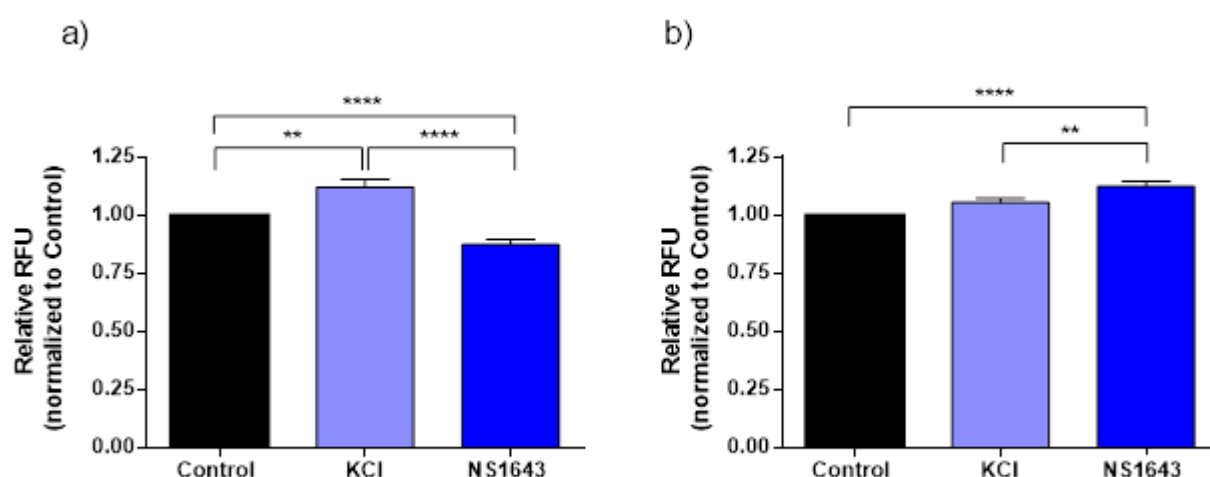 a)
b)
****
** ****
****
**
1.25
1.00
0.75
0.50
0.25
0.00
Relative RFU
(normalized to Control)
Control KCl NS1643
1.25
1.00
0.75
0.50
0.25
0.00
Relative RFU
(normalized to Control)
Control KCl NS1643